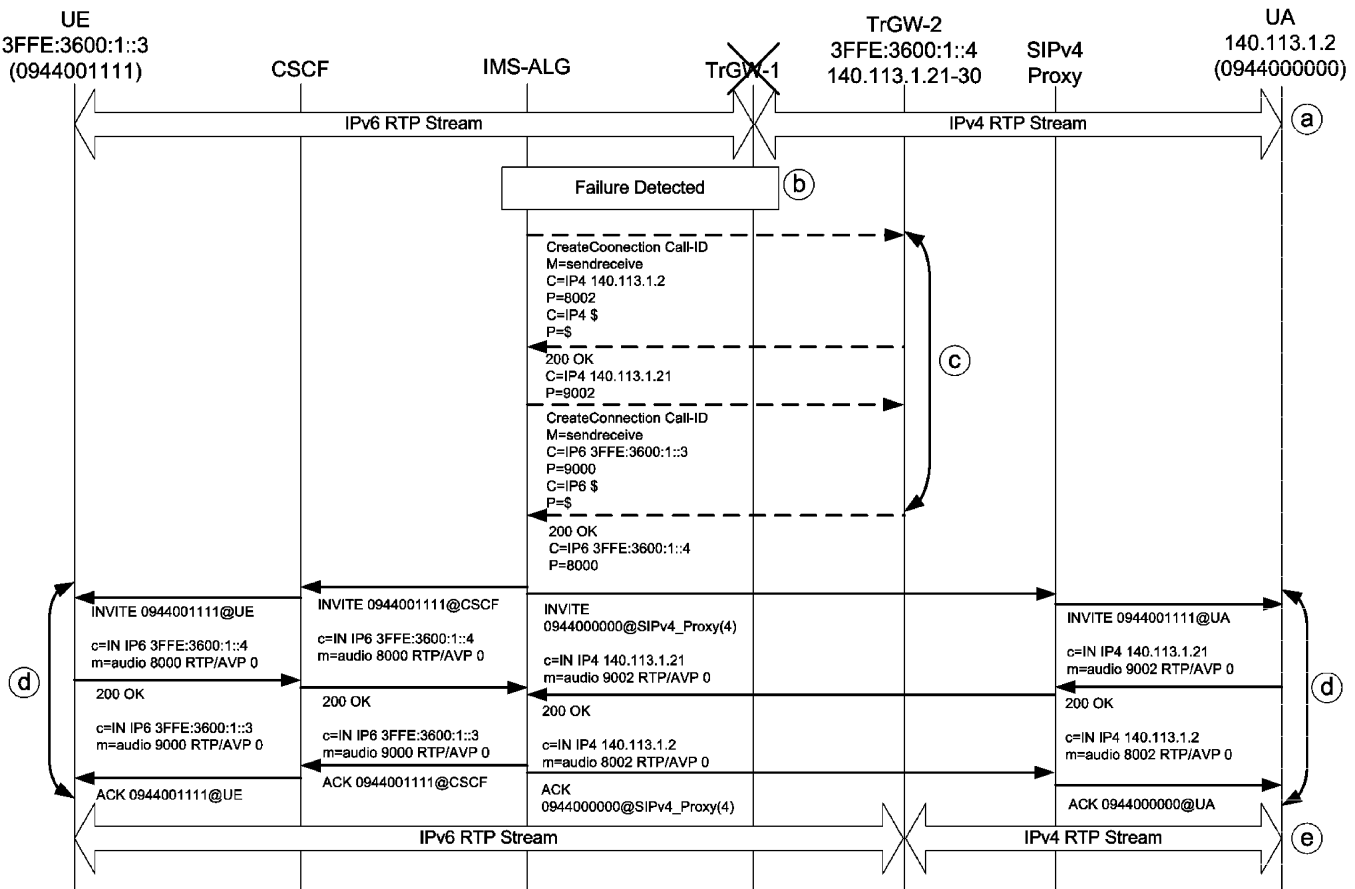 UE
3FFE:3600:1::3
(0944001111)
CSCF
IMS-ALG
TrGW-1
TrGW-2
3FFE:3600:1::4
140.113.1.21-30
SIPv4
Proxy
UA
140.113.1.2
(0944000000)
IPv6 RTP Stream
IPv4 RTP Stream
a
Failure Detected
b
CreateCoonection Call-ID
M=sendreceive
C=IP4 140.113.1.2
P=8002
C=IP4 $
P=$
200 OK
C=IP4 140.113.1.21
P=9002
c
CreateConnection Call-ID
M=sendreceive
C=IP6 3FFE:3600:1::3
P=9000
C=IP6 $
P=$
200 OK
C=IP6 3FFE:3600:1::4
P=8000
INVITE 0944001111@UE
c=IN IP6 3FFE:3600:1::4
m=audio 8000 RTP/AVP 0
INVITE 0944001111@CSCF
c=IN IP6 3FFE:3600:1::4
m=audio 8000 RTP/AVP 0
INVITE
0944000000@SIPv4_Proxy(4)
c=IN IP4 140.113.1.21
m=audio 9002 RTP/AVP 0
INVITE 0944001111@UA
c=IN IP4 140.113.1.21
m=audio 9002 RTP/AVP 0
d
d
200 OK
c=IN IP6 3FFE:3600:1::3
m=audio 9000 RTP/AVP 0
200 OK
c=IN IP6 3FFE:3600:1::3
m=audio 9000 RTP/AVP 0
200 OK
c=IN IP4 140.113.1.2
m=audio 8002 RTP/AVP 0
200 OK
c=IN IP4 140.113.1.2
m=audio 8002 RTP/AVP 0
ACK 0944001111@UE
ACK 0944001111@CSCF
ACK
0944000000@SIPv4_Proxy(4)
ACK 0944000000@UA
IPv6 RTP Stream
IPv4 RTP Stream
e